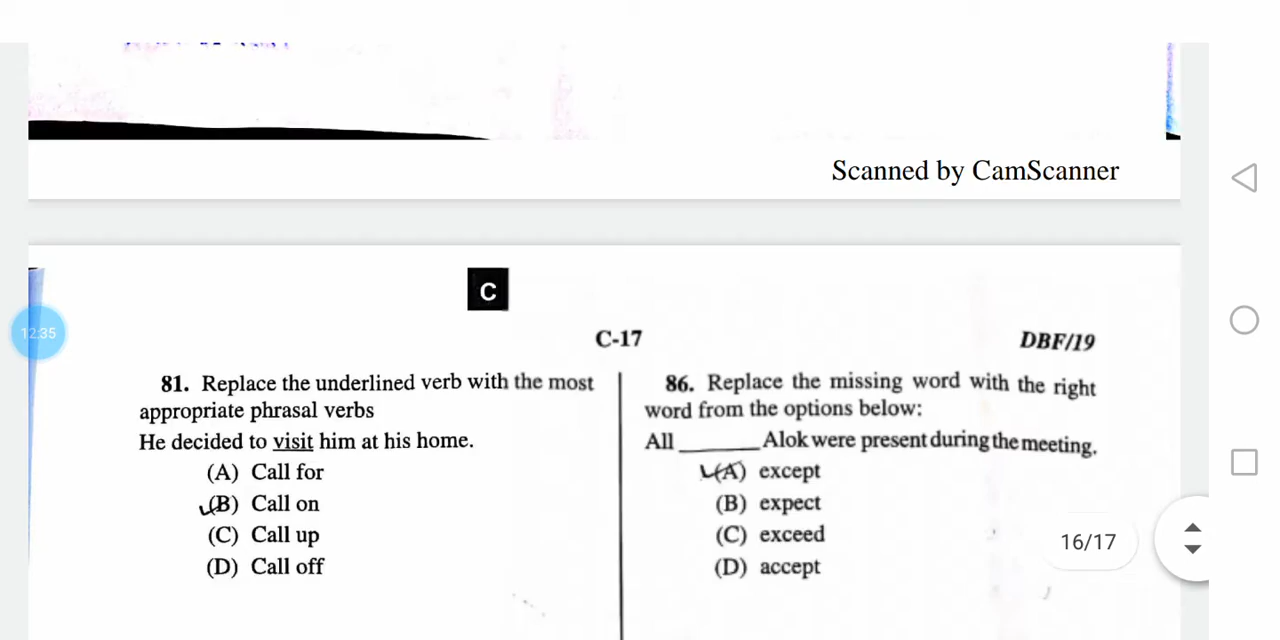 Scanned by CamScanner
C
C-17
DBF/19
12:35
81. Replace the underlined verb with the most
appropriate phrasal verbs
He decided to visit him at his home.
(A) Call for
(B) Call on
(C) Call up
(D) Call off
86. Replace the missing word with the right
word from the options below:
All ______ Alok were present during the meeting.
(A) except
(B) expect
(C) exceed
(D) accept
16/17